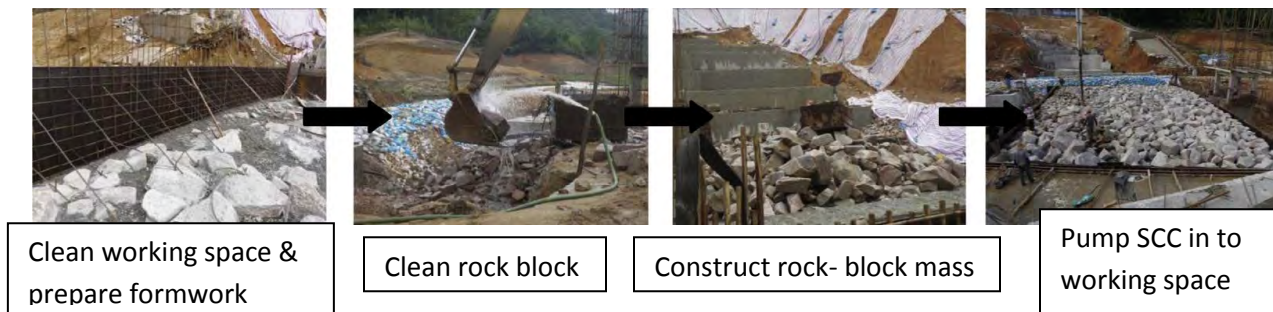 Clean working space &
prepare formwork
Clean rock block
Construct rock- block mass
Pump SCC in to
working space